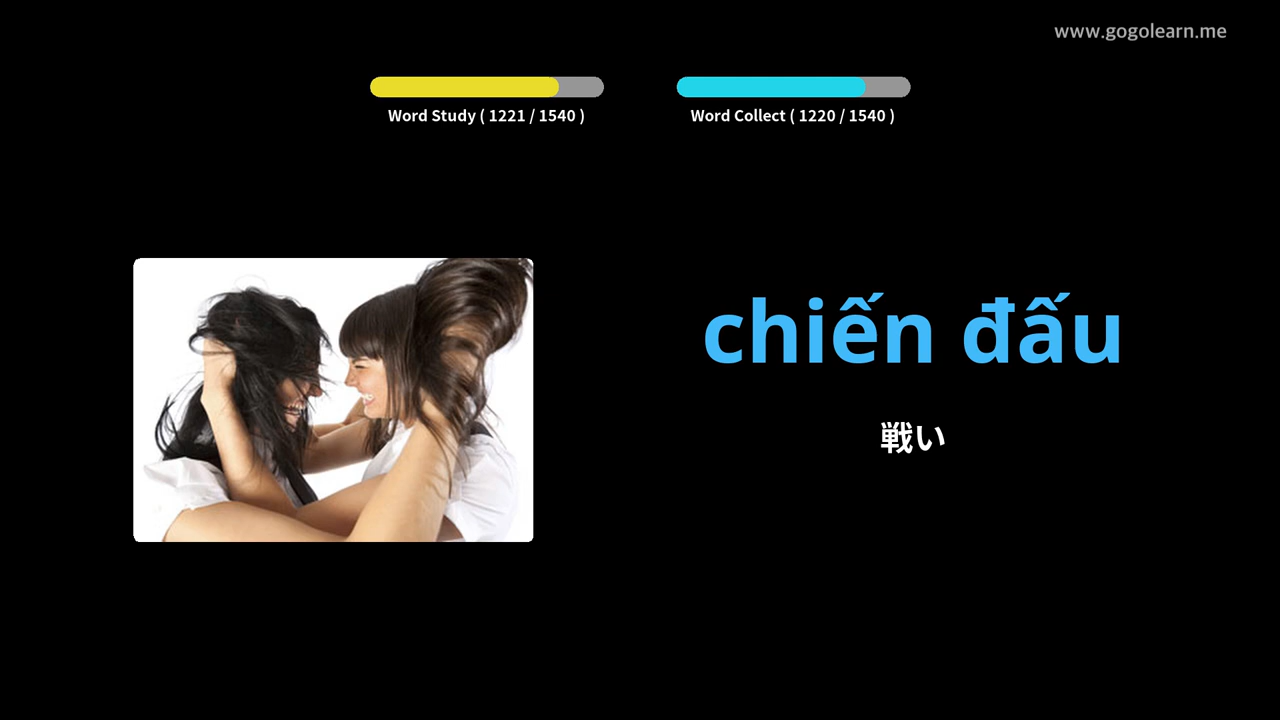 www.gogolearn.me
Word Study ( 1221 / 1540 )
Word Collect ( 1220 / 1540 )
chiến đấu
戦い